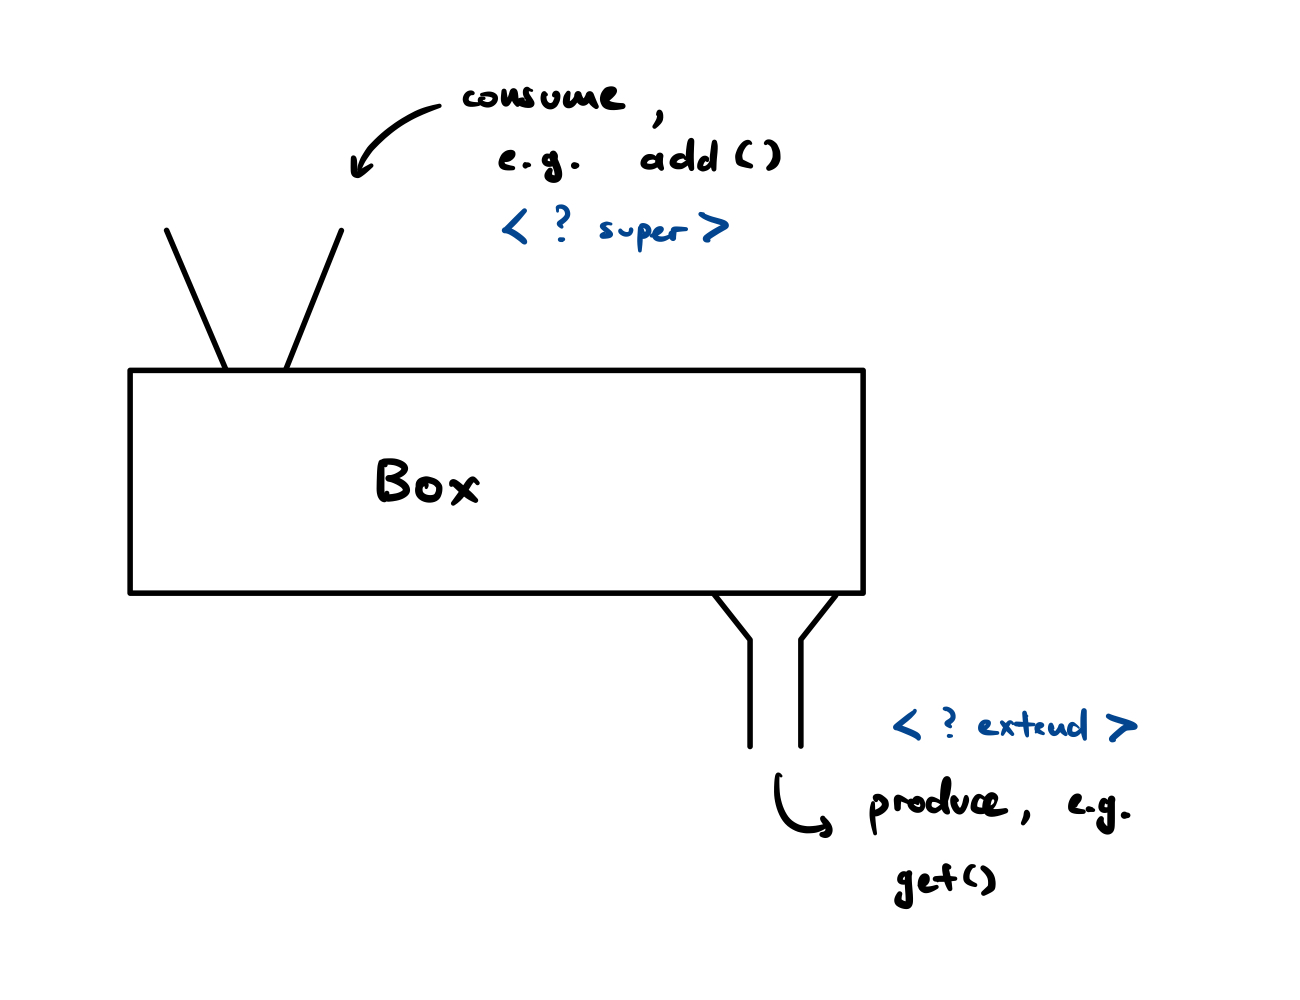 consume,
e.g. add()
< ? super >
Box
< ? extend >
produce, e.g.
get()